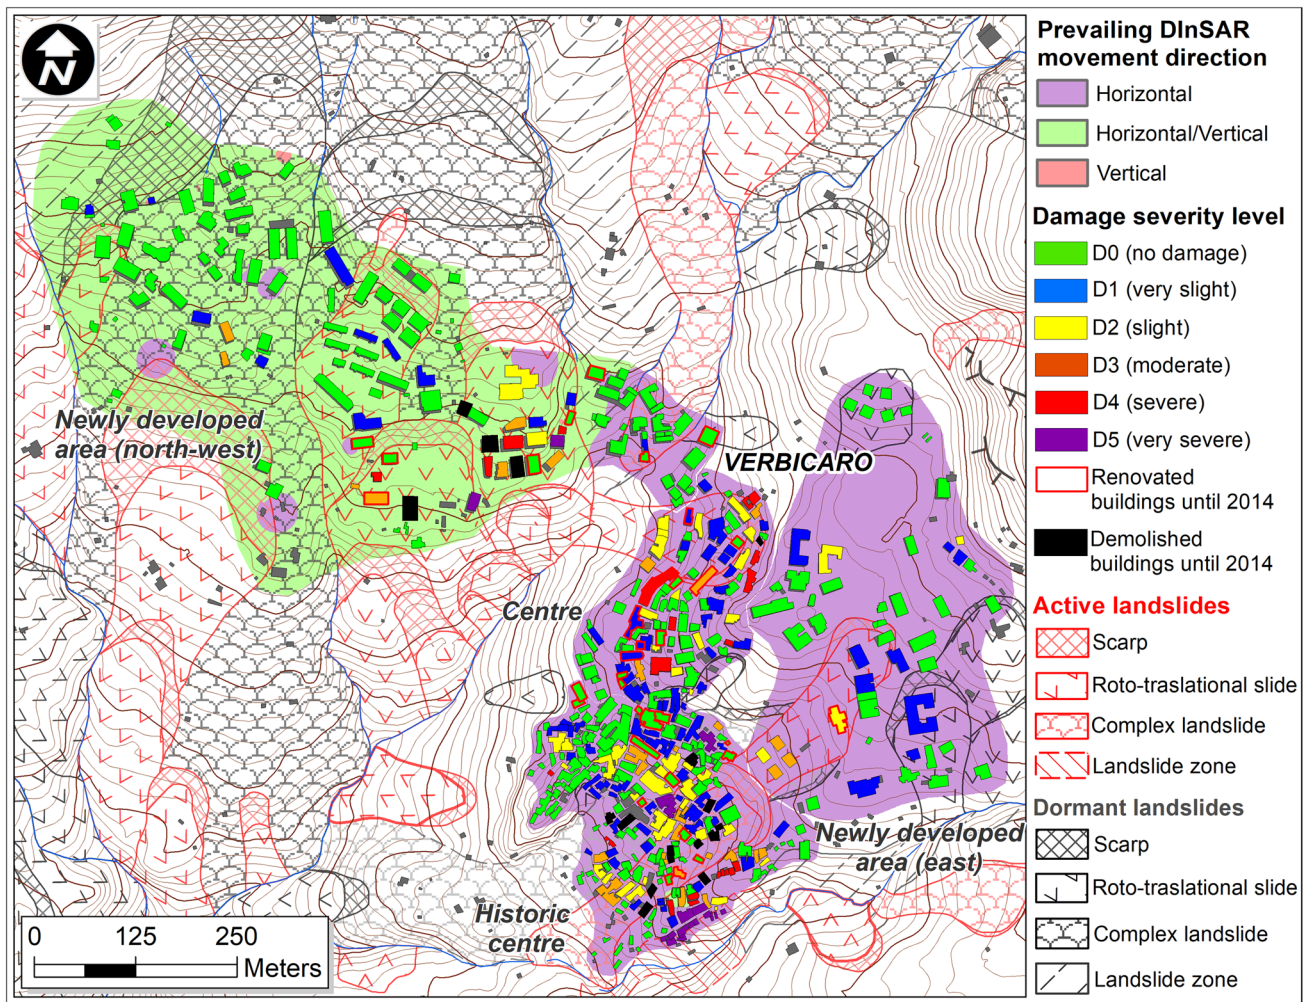 N
Newly developed
area (north-west)
VERBICARO
Centre
Newly developed
area (east)
Historic
centre
0 125 250
Meters
Prevailing DInSAR
movement direction
Horizontal
Horizontal/Vertical
Vertical
Damage severity level
D0 (no damage)
D1 (very slight)
D2 (slight)
D3 (moderate)
D4 (severe)
D5 (very severe)
Renovated
buildings until 2014
Demolished
buildings until 2014
Active landslides
Scarp
Roto-traslational slide
Complex landslide
Landslide zone
Dormant landslides
Scarp
Roto-traslational slide
Complex landslide
Landslide zone